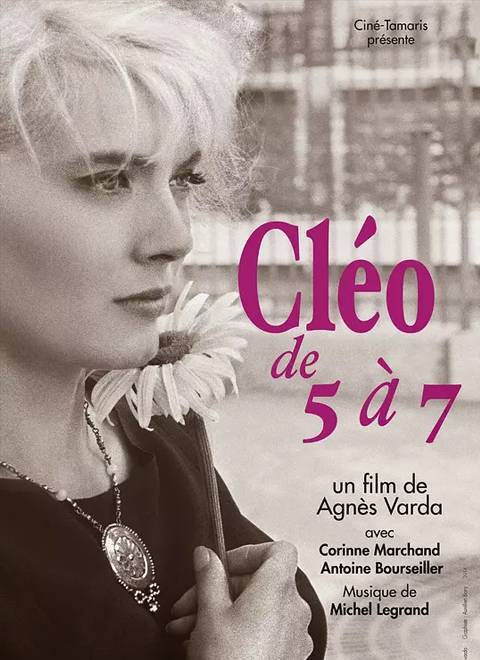 Ciné-Tamaris
présente
Cléo
de
5 à 7
un film de
Agnès Varda
avec
Corinne Marchand
Antoine Bourseiller
Musique de
Michel Legrand